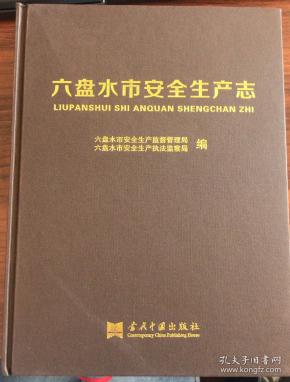 六盘水市安全生产志
LIUPANSHUI SHI ANQUAN SHENGCHAN ZHI
六盘水市安全生产监督管理局
六盘水市安全生产执法监察局
编
当代中国出版社
Contemporary China Publishing House
孔夫子旧书网
www.kongfz.com